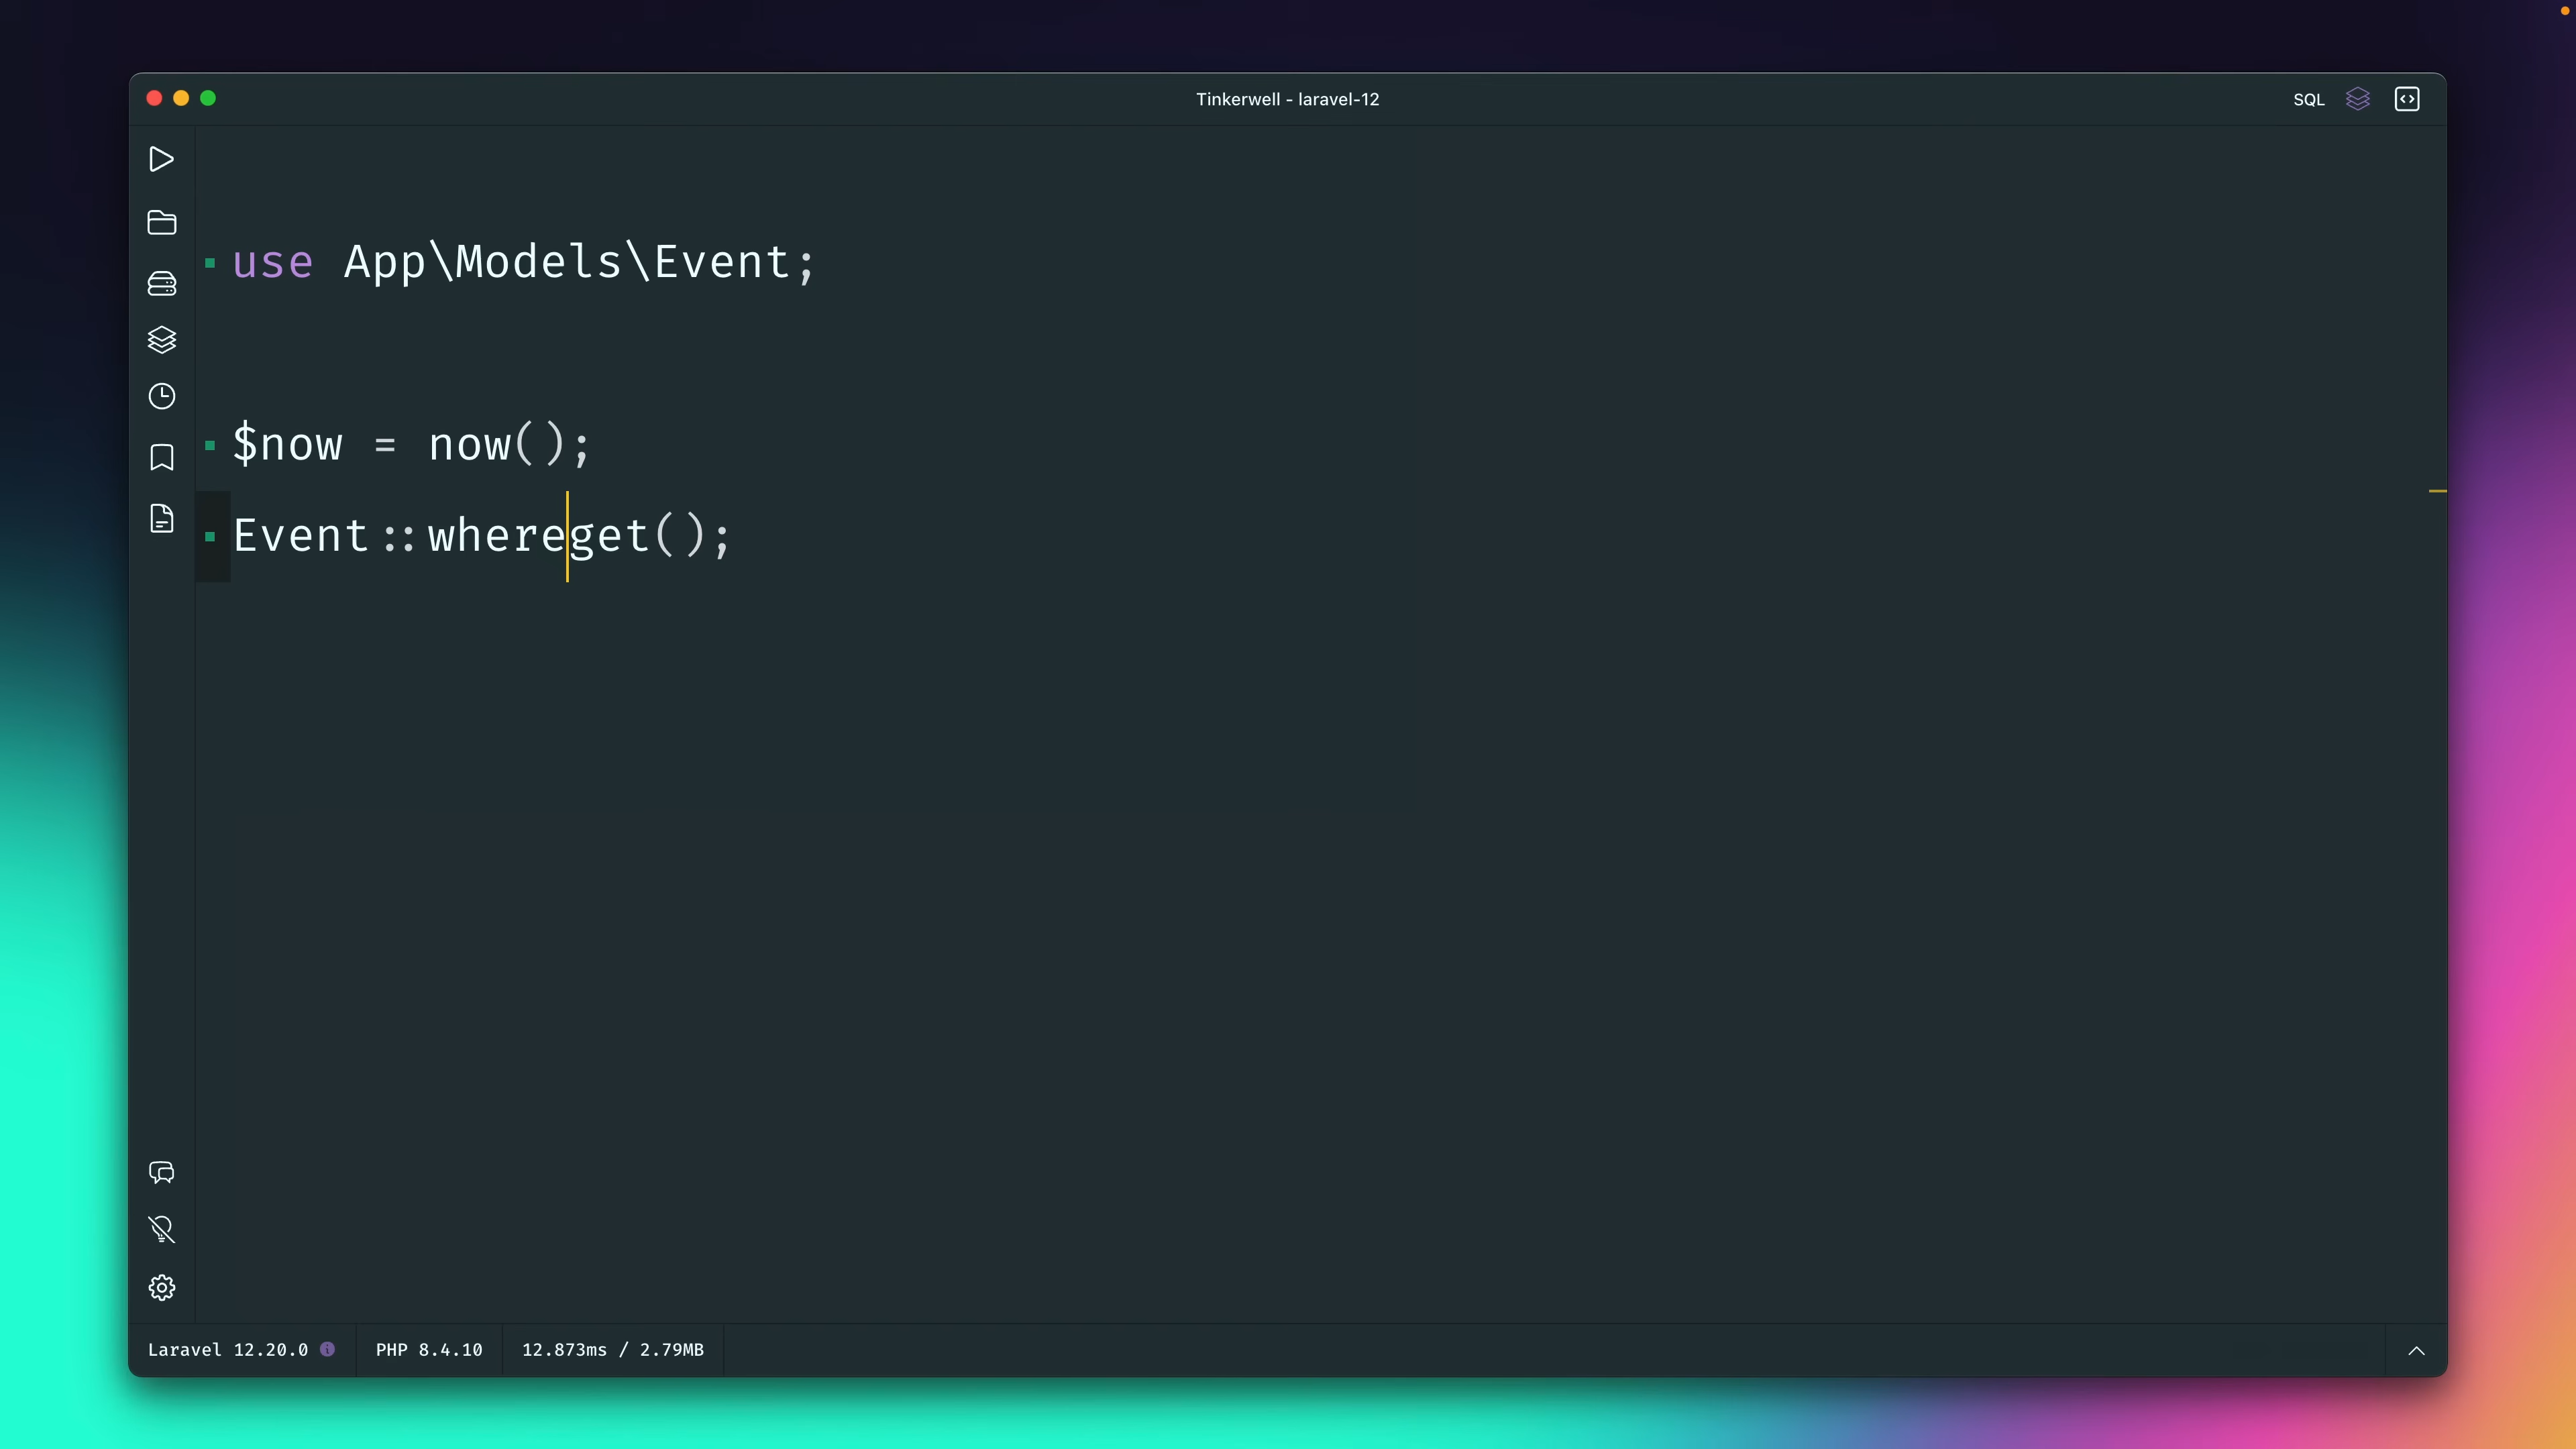 Tinkerwell - laravel-12
SQL
use App\Models\Event;
$now = now();
Event::whereget();
Laravel 12.20.0
PHP 8.4.10
12.873ms / 2.79MB